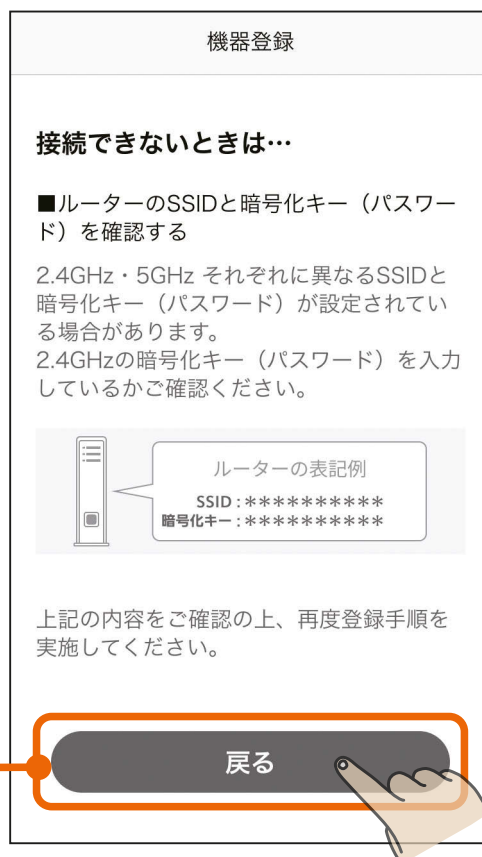 機器登録
接続できないときは…
■ルーターのSSIDと暗号化キー（パスワー
ド）を確認する
2.4GHz・5GHz それぞれに異なるSSIDと
暗号化キー（パスワード）が設定されてい
る場合があります。
2.4GHzの暗号化キー（パスワード）を入力
しているかご確認ください。
ルーターの表記例
SSID：**********
暗号化キー：**********
上記の内容をご確認の上、再度登録手順を
実施してください。
戻る